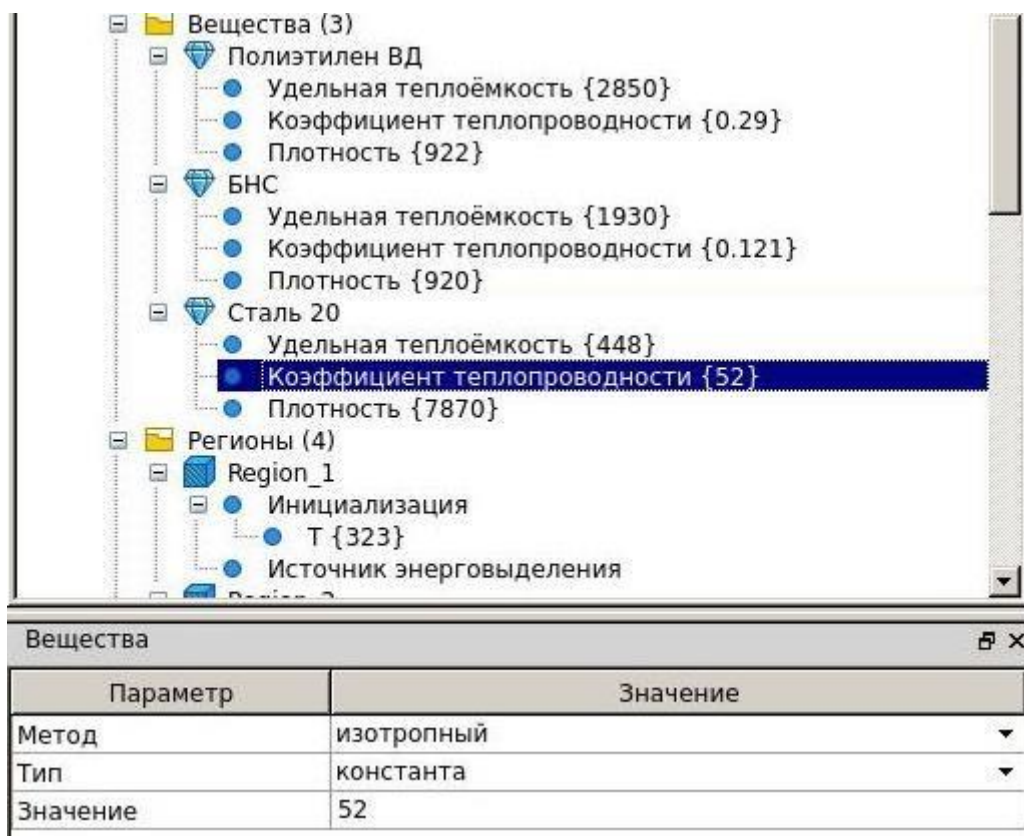 Вещества (3)
Полиэтилен ВД
Удельная теплоёмкость {2850}
Коэффициент теплопроводности {0.29}
Плотность {922}
БНС
Удельная теплоёмкость {1930}
Коэффициент теплопроводности {0.121}
Плотность {920}
Сталь 20
Удельная теплоёмкость {448}
Коэффициент теплопроводности {52}
Плотность {7870}
Регионы (4)
Region_1
Инициализация
T {323}
Источник энерговыделения
Вещества
Параметр Значение
Метод изотропный
Тип константа
Значение 52